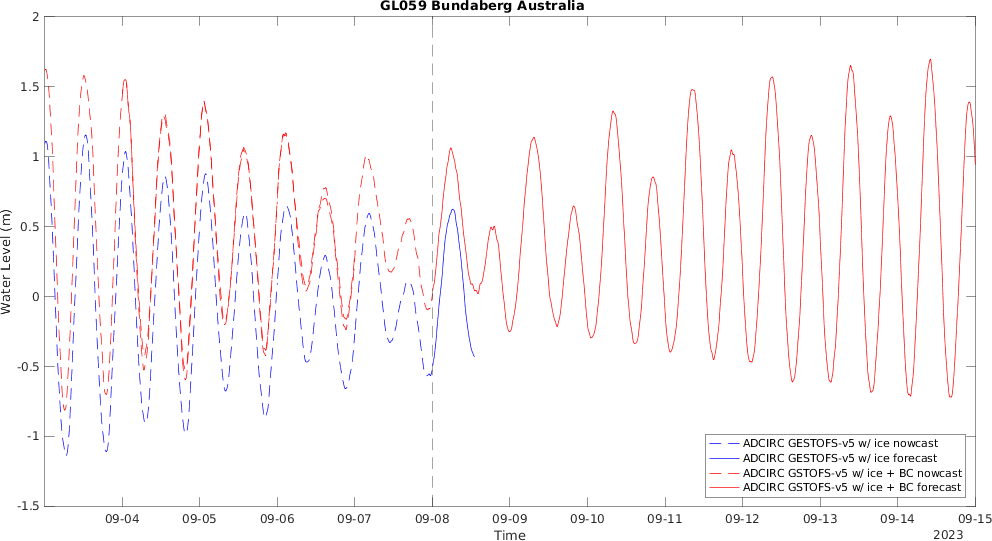 GL059 Bundaberg Australia
2
1.5
1
0.5
0
-0.5
-1
-1.5
Water Level (m)
ADCIRC GESTOFS-v5 w/ ice nowcast
ADCIRC GESTOFS-v5 w/ ice forecast
ADCIRC GSTOFS-v5 w/ ice + BC nowcast
ADCIRC GSTOFS-v5 w/ ice + BC forecast
09-04 09-05 09-06 09-07 09-08 09-09 09-10 09-11 09-12 09-13 09-14 09-15
Time
2023